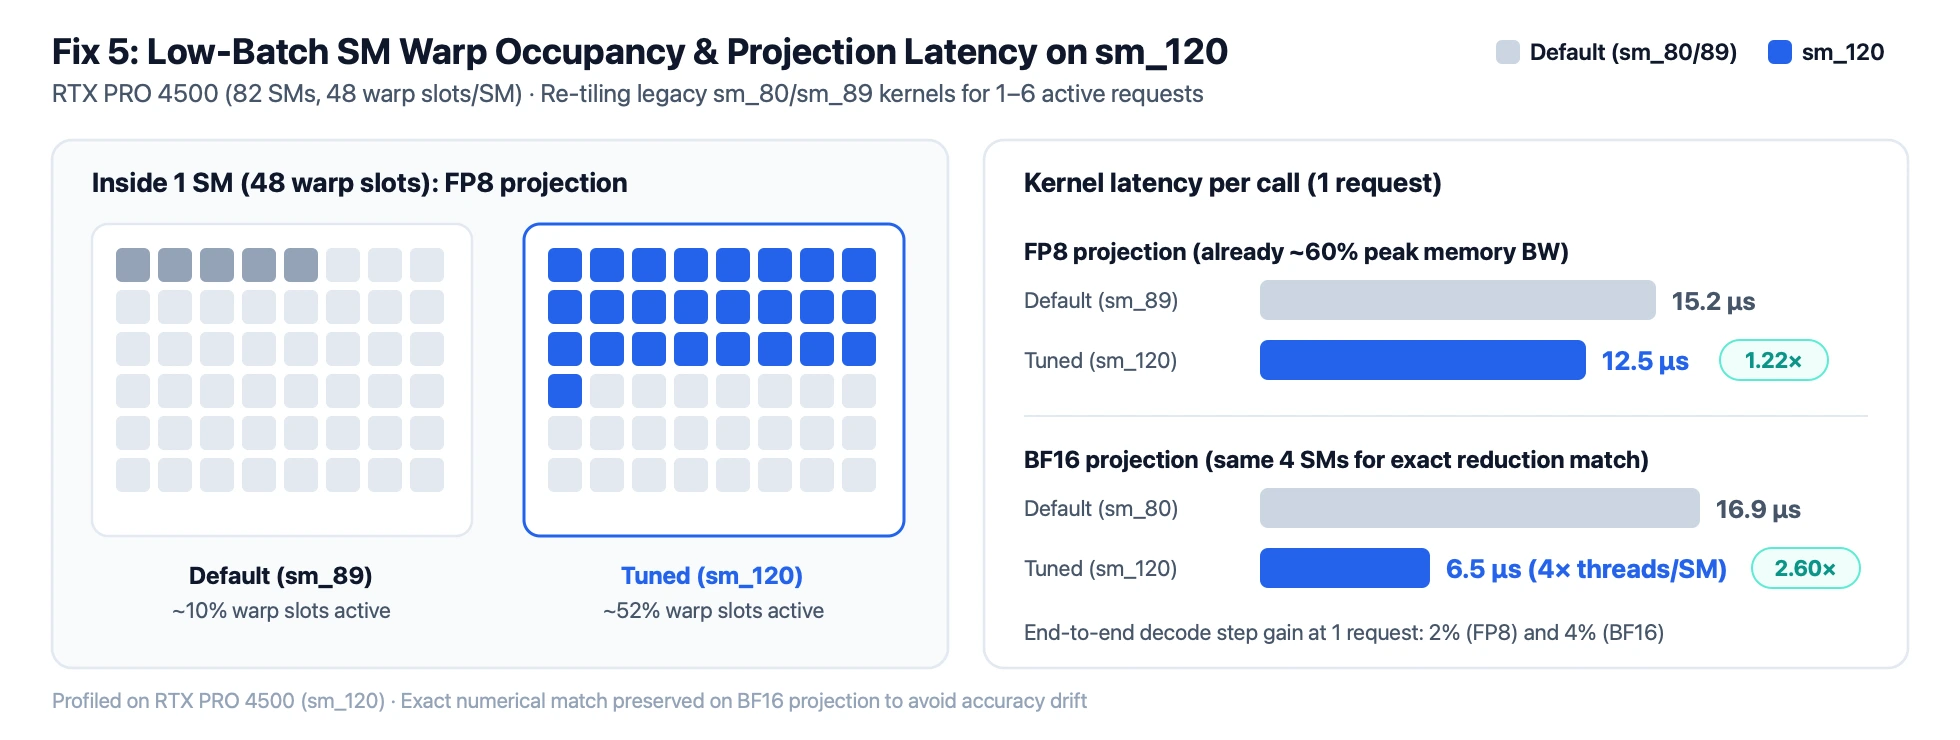 Fix 5: Low-Batch SM Warp Occupancy & Projection Latency on sm_120
Default (sm_80/89)
sm_120
RTX PRO 4500 (82 SMs, 48 warp slots/SM) · Re-tiling legacy sm_80/sm_89 kernels for 1–6 active requests
Inside 1 SM (48 warp slots): FP8 projection
Default (sm_89)
~10% warp slots active
Tuned (sm_120)
~52% warp slots active
Kernel latency per call (1 request)
FP8 projection (already ~60% peak memory BW)
Default (sm_89) 15.2 µs
Tuned (sm_120) 12.5 µs 1.22×
BF16 projection (same 4 SMs for exact reduction match)
Default (sm_80) 16.9 µs
Tuned (sm_120) 6.5 µs (4× threads/SM) 2.60×
End-to-end decode step gain at 1 request: 2% (FP8) and 4% (BF16)
Profiled on RTX PRO 4500 (sm_120) · Exact numerical match preserved on BF16 projection to avoid accuracy drift